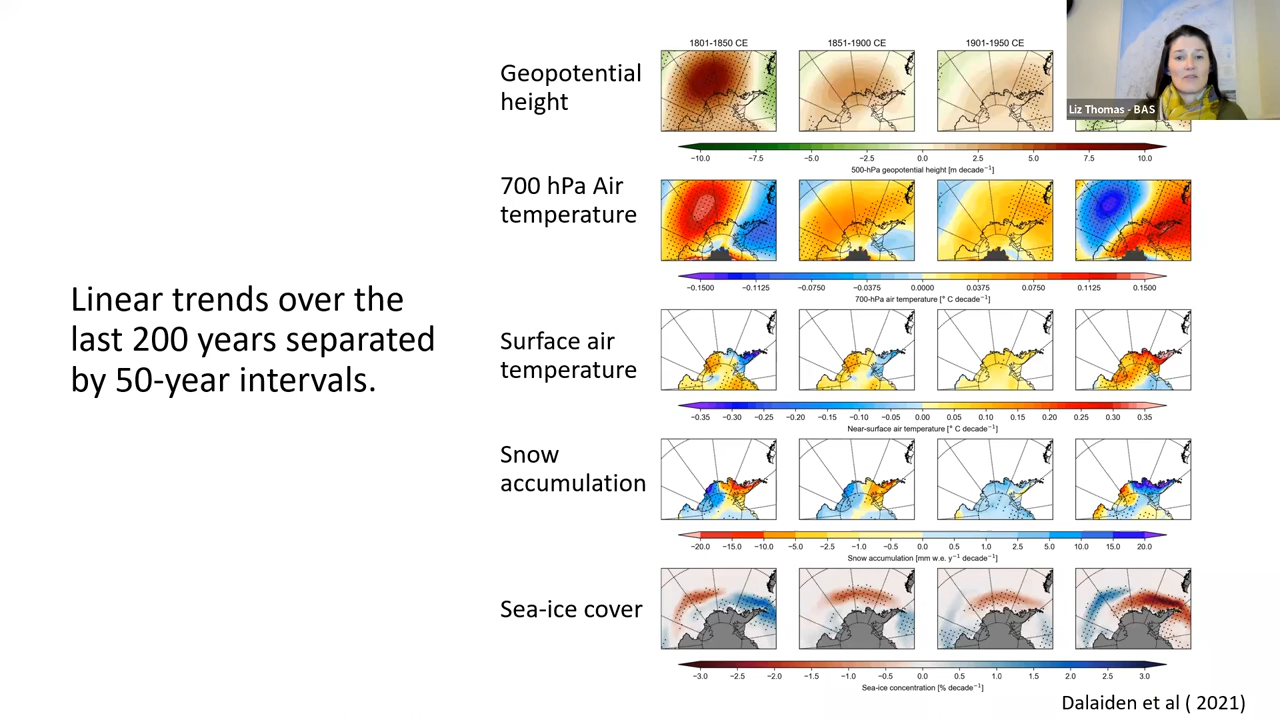 Linear trends over the
last 200 years separated
by 50-year intervals.
1801-1850 CE 1851-1900 CE 1901-1950 CE
Liz Thomas - BAS
Geopotential
height
−10.0 −7.5 −5.0 −2.5 0.0 2.5 5.0 7.5 10.0
500-hPa geopotential height [m decade⁻¹]
700 hPa Air
temperature
−0.1500 −0.1125 −0.0750 −0.0375 0.0000 0.0375 0.0750 0.1125 0.1500
700-hPa air temperature [° C decade⁻¹]
Surface air
temperature
−0.35 −0.30 −0.25 −0.20 −0.15 −0.10 −0.05 0.00 0.05 0.10 0.15 0.20 0.25 0.30 0.35
Near-surface air temperature [° C decade⁻¹]
Snow
accumulation
−20.0 −15.0 −10.0 −5.0 −2.5 −1.0 −0.5 0.0 0.5 1.0 2.5 5.0 10.0 15.0 20.0
Snow accumulation [mm w.e. y⁻¹ decade⁻¹]
Sea-ice cover
−3.0 −2.5 −2.0 −1.5 −1.0 −0.5 0.0 0.5 1.0 1.5 2.0 2.5 3.0
Sea-ice concentration [% decade⁻¹]
Dalaiden et al ( 2021)